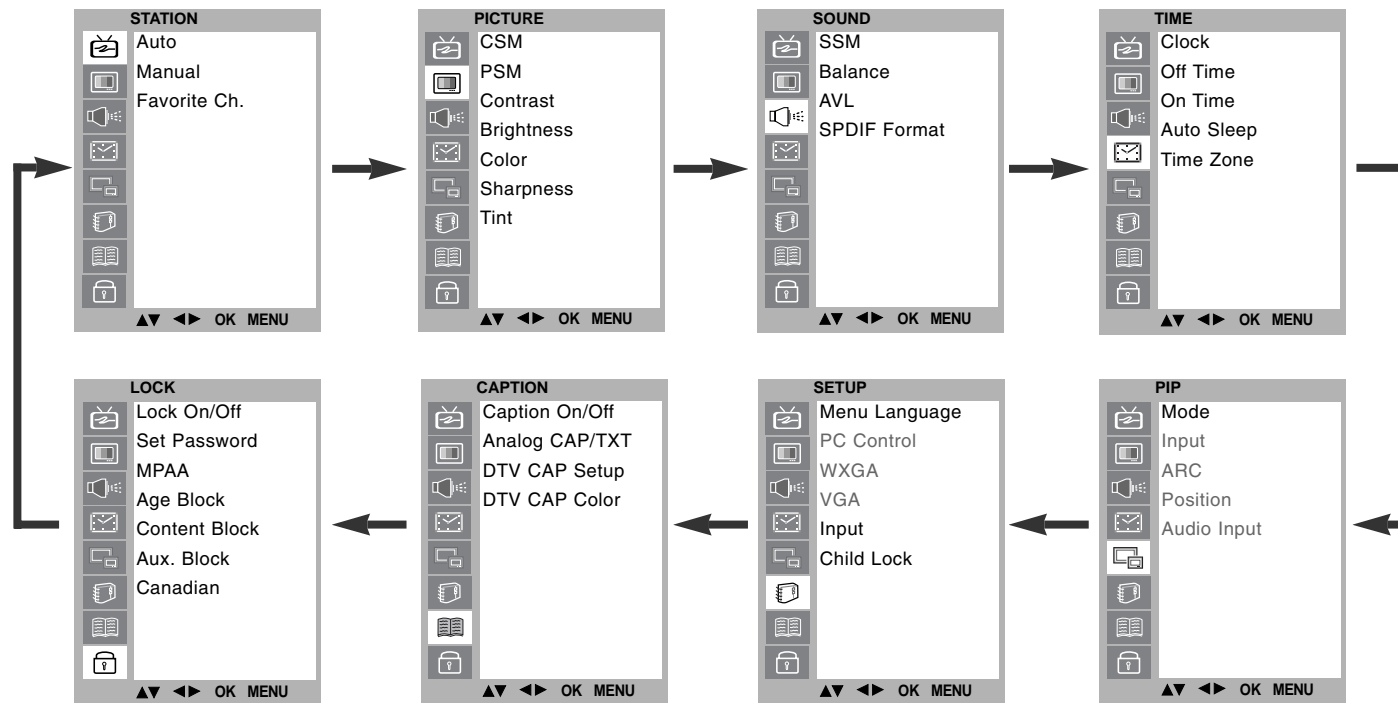 STATION
Auto
Manual
Favorite Ch.
▲▼ ◄► OK MENU
PICTURE
CSM
PSM
Contrast
Brightness
Color
Sharpness
Tint
▲▼ ◄► OK MENU
SOUND
SSM
Balance
AVL
SPDIF Format
▲▼ ◄► OK MENU
TIME
Clock
Off Time
On Time
Auto Sleep
Time Zone
▲▼ ◄► OK MENU
LOCK
Lock On/Off
Set Password
MPAA
Age Block
Content Block
Aux. Block
Canadian
▲▼ ◄► OK MENU
CAPTION
Caption On/Off
Analog CAP/TXT
DTV CAP Setup
DTV CAP Color
▲▼ ◄► OK MENU
SETUP
Menu Language
PC Control
WXGA
VGA
Input
Child Lock
▲▼ ◄► OK MENU
PIP
Mode
Input
ARC
Position
Audio Input
▲▼ ◄► OK MENU